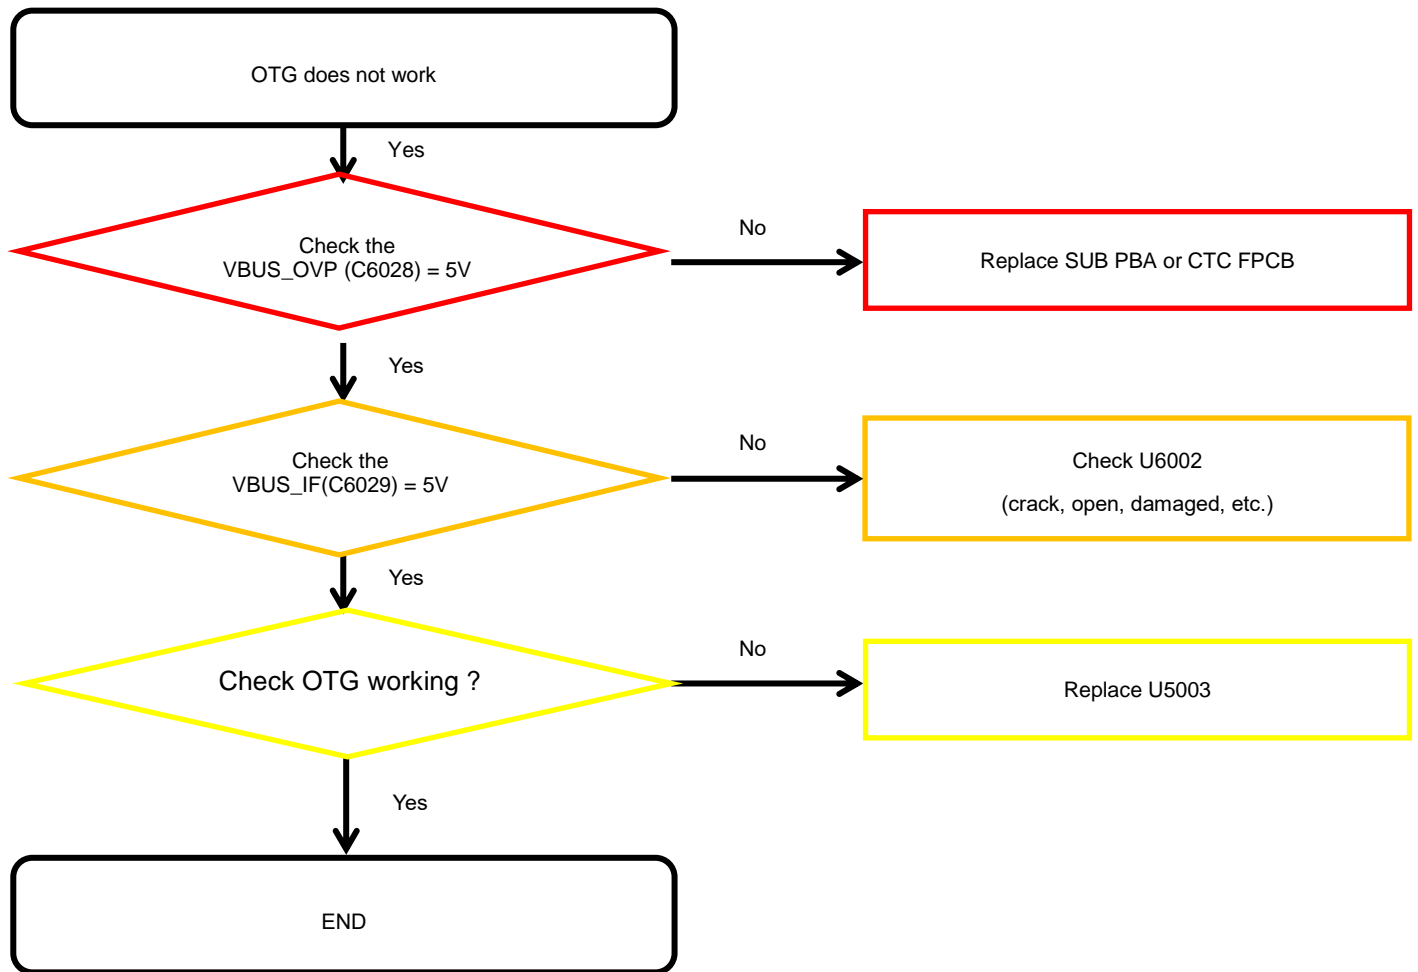 OTG does not work
Yes
Check the
VBUS_OVP (C6028) = 5V
No
Replace SUB PBA or CTC FPCB
Yes
Check the
VBUS_IF(C6029) = 5V
No
Check U6002
(crack, open, damaged, etc.)
Yes
Check OTG working ?
No
Replace U5003
Yes
END